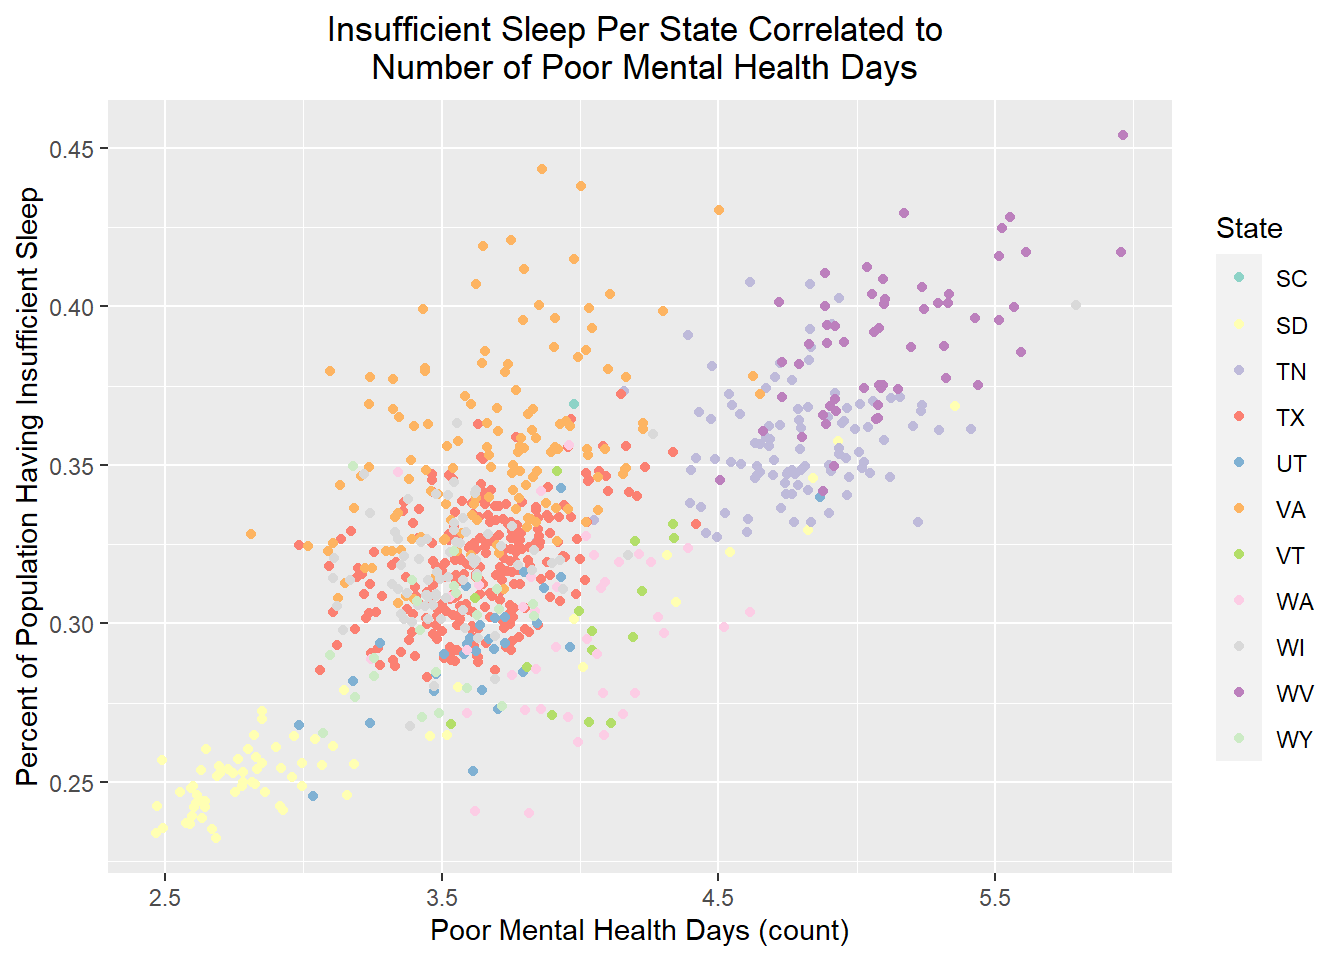 Insufficient Sleep Per State Correlated to
Number of Poor Mental Health Days
Percent of Population Having Insufficient Sleep
0.45
0.40
0.35
0.30
0.25
2.5
3.5
4.5
5.5
Poor Mental Health Days (count)
State
SC
SD
TN
TX
UT
VA
VT
WA
WI
WV
WY